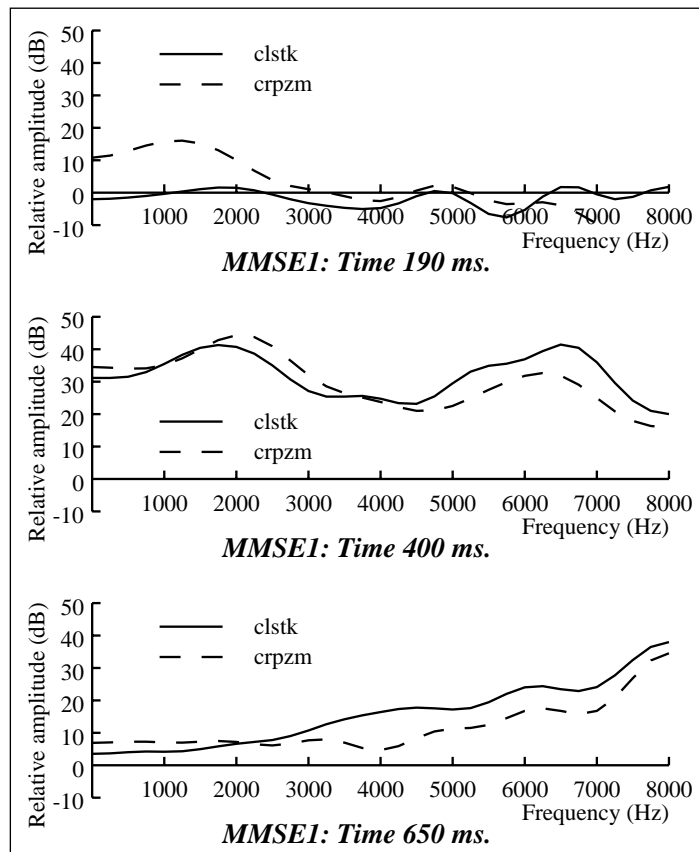 Relative amplitude (dB)
50
40
30
20
10
0
-10
clstk
crpzm
1000 2000 3000 4000 5000 6000 7000 8000
Frequency (Hz)
MMSE1: Time 190 ms.
Relative amplitude (dB)
50
40
30
20
10
0
-10
clstk
crpzm
1000 2000 3000 4000 5000 6000 7000 8000
Frequency (Hz)
MMSE1: Time 400 ms.
Relative amplitude (dB)
50
40
30
20
10
0
-10
clstk
crpzm
1000 2000 3000 4000 5000 6000 7000 8000
Frequency (Hz)
MMSE1: Time 650 ms.